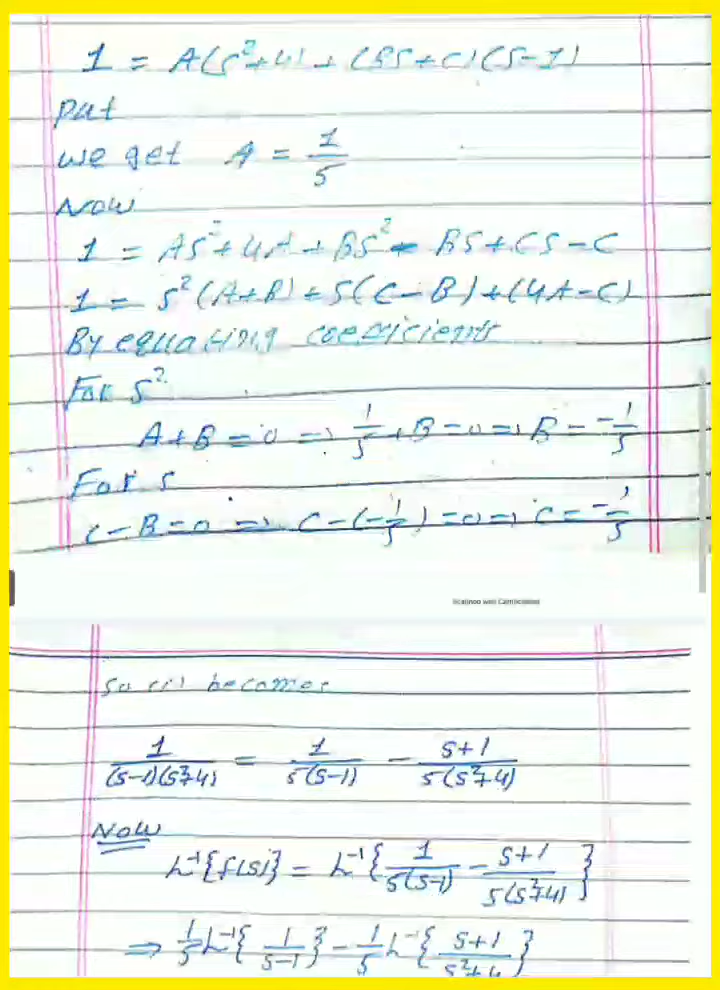 1 = A(s²+4) + (Bs+c)(s-1)
put
we get A = 1/5
Now
1 = As²+4A+Bs² - Bs+cs-c
1 = s²(A+B)+s(c-B)+(4A-c)
By equating coefficients
For s²
A+B=0 => 1/5+B=0=>B=-1/5
For s
c-B=0 => c-(-1/5)=0=>c=-1/5
Scanned with CamScanner
So becomes
1/((s-1)(s²+4)) = 1/(5(s-1)) - (s+1)/(5(s²+4))
Now
L⁻¹{f(s)} = L⁻¹{1/(5(s-1)) - (s+1)/(5(s²+4))}
=> 1/5 L⁻¹{1/(s-1)} - 1/5 L⁻¹{(s+1)/(s²+4)}